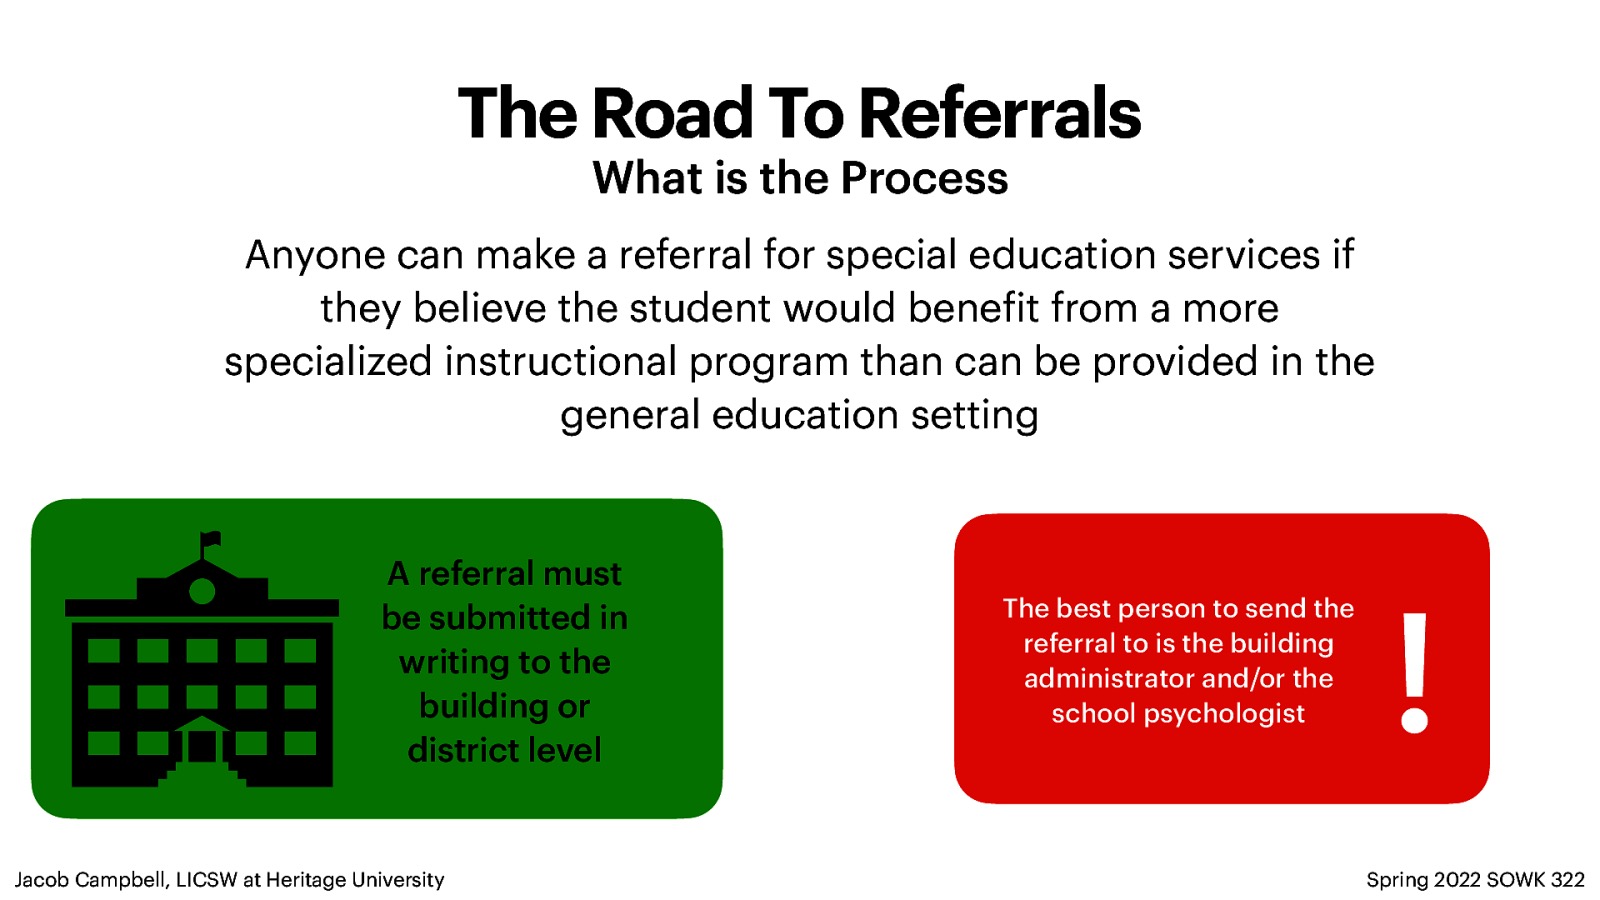 The Road To Referrals
What is the Process
Anyone can make a referral for special education services if
they believe the student would benefit from a more
specialized instructional program than can be provided in the
general education setting
A referral must
be submitted in
writing to the
building or
district level
The best person to send the
referral to is the building
administrator and/or the
school psychologist
!
Jacob Campbell, LICSW at Heritage University
Spring 2022 SOWK 322